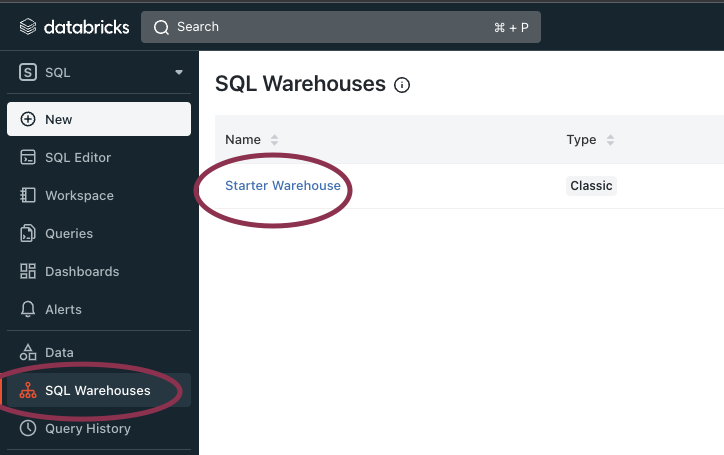 databricks
Search
⌘ + P
S SQL
New
SQL Editor
Workspace
Queries
Dashboards
Alerts
Data
SQL Warehouses
Query History
SQL Warehouses
Name
Type
Starter Warehouse
Classic